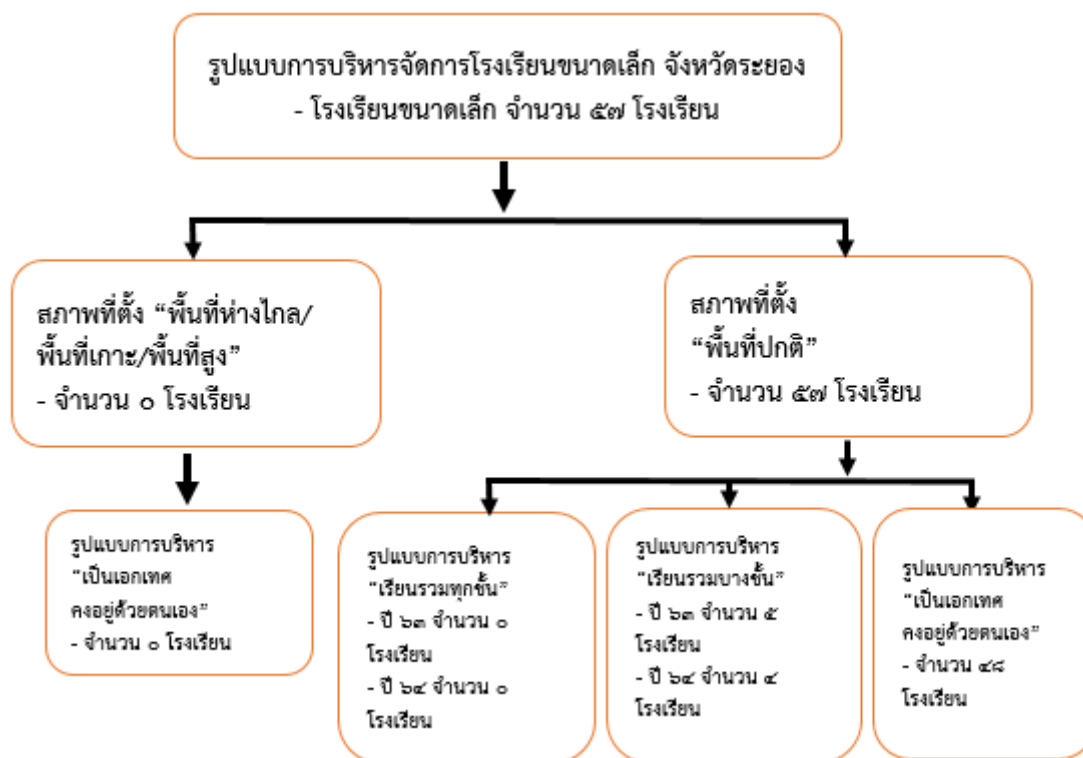 รูปแบบการบริหารจัดการโรงเรียนขนาดเล็ก จังหวัดระยอง
- โรงเรียนขนาดเล็ก จำนวน ๕๗ โรงเรียน
สภาพที่ตั้ง “พื้นที่ห่างไกล/
พื้นที่เกาะ/พื้นที่สูง”
- จำนวน ๐ โรงเรียน
สภาพที่ตั้ง
“พื้นที่ปกติ”
- จำนวน ๕๗ โรงเรียน
รูปแบบการบริหาร
“เป็นเอกเทศ
คงอยู่ด้วยตนเอง”
- จำนวน ๐ โรงเรียน
รูปแบบการบริหาร
“เรียนรวมทุกชั้น”
- ปี ๖๓ จำนวน ๐
โรงเรียน
- ปี ๖๔ จำนวน ๐
โรงเรียน
รูปแบบการบริหาร
“เรียนรวมบางชั้น”
- ปี ๖๓ จำนวน ๕
โรงเรียน
- ปี ๖๔ จำนวน ๔
โรงเรียน
รูปแบบการบริหาร
“เป็นเอกเทศ
คงอยู่ด้วยตนเอง”
- จำนวน ๔๘
โรงเรียน